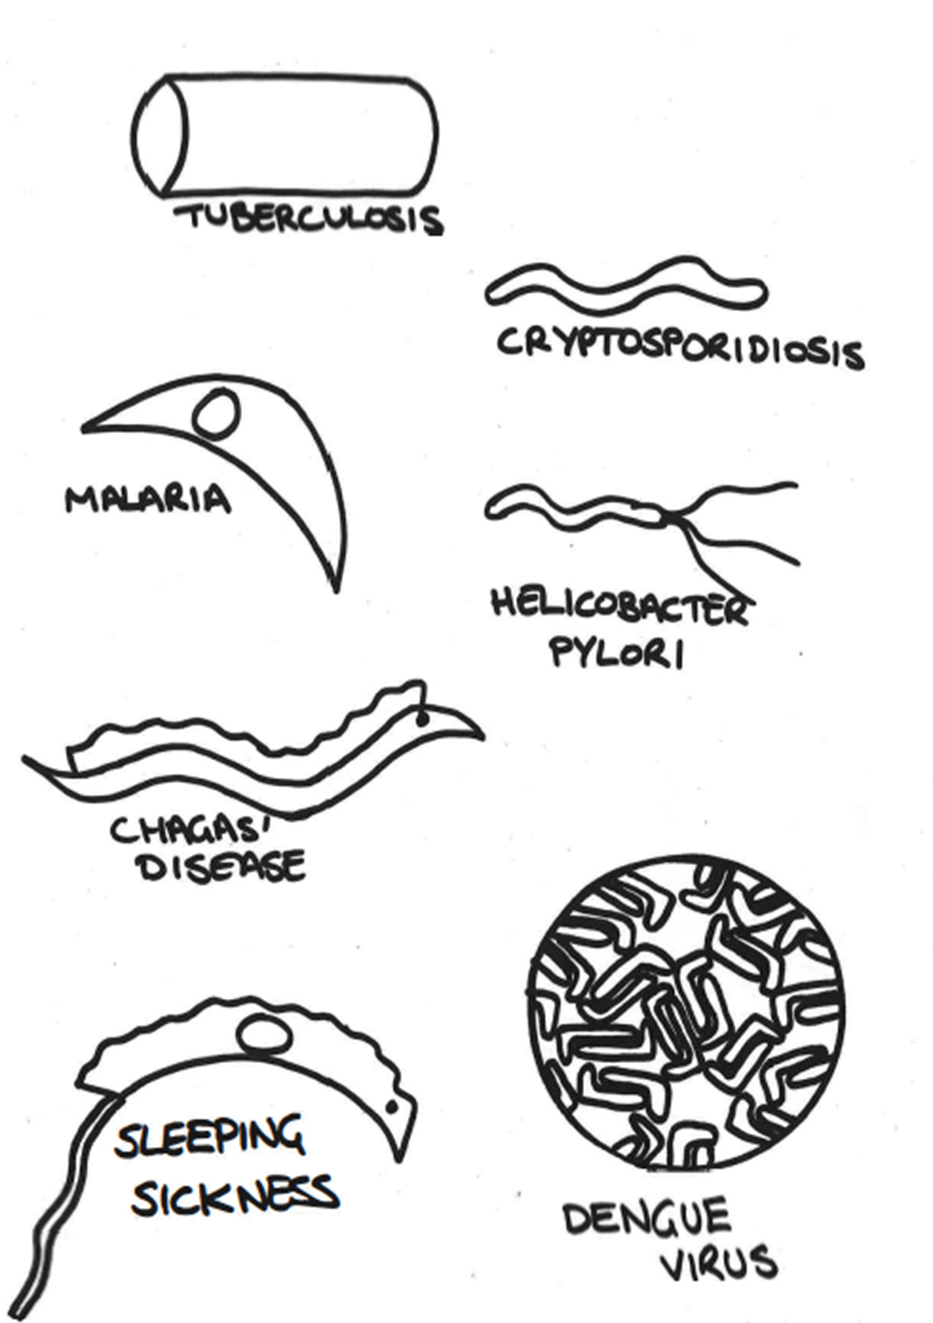 TUBERCULOSIS
CRYPTOSPORIDIOSIS
MALARIA
HELICOBACTER
PYLORI
CHAGAS'
DISEASE
SLEEPING
SICKNESS
DENGUE
VIRUS